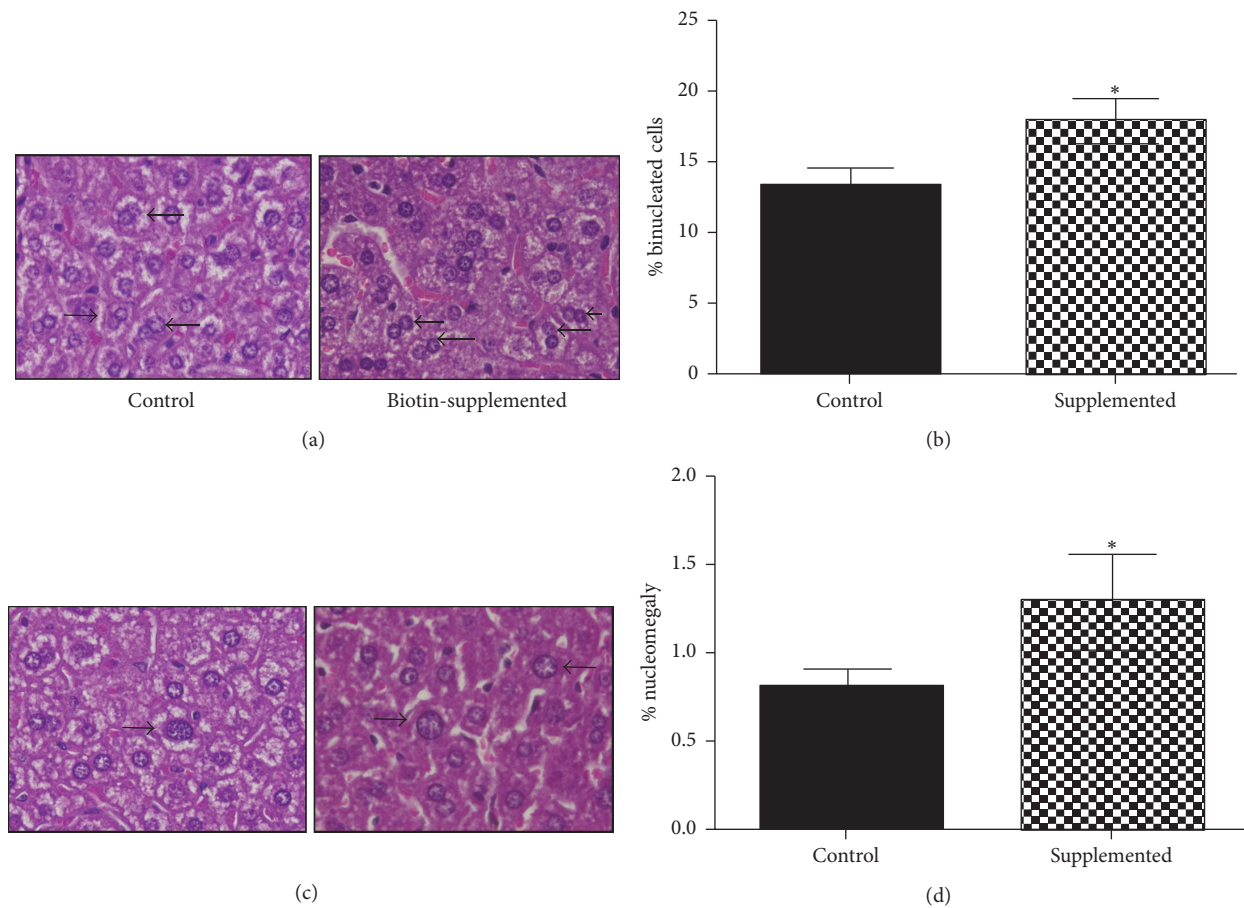 Control
Biotin-supplemented
(a)
25
20
15
10
5
0
% binucleated cells
*
Control
Supplemented
(b)
(c)
2.0
1.5
1.0
0.5
0.0
% nucleomegaly
*
Control
Supplemented
(d)